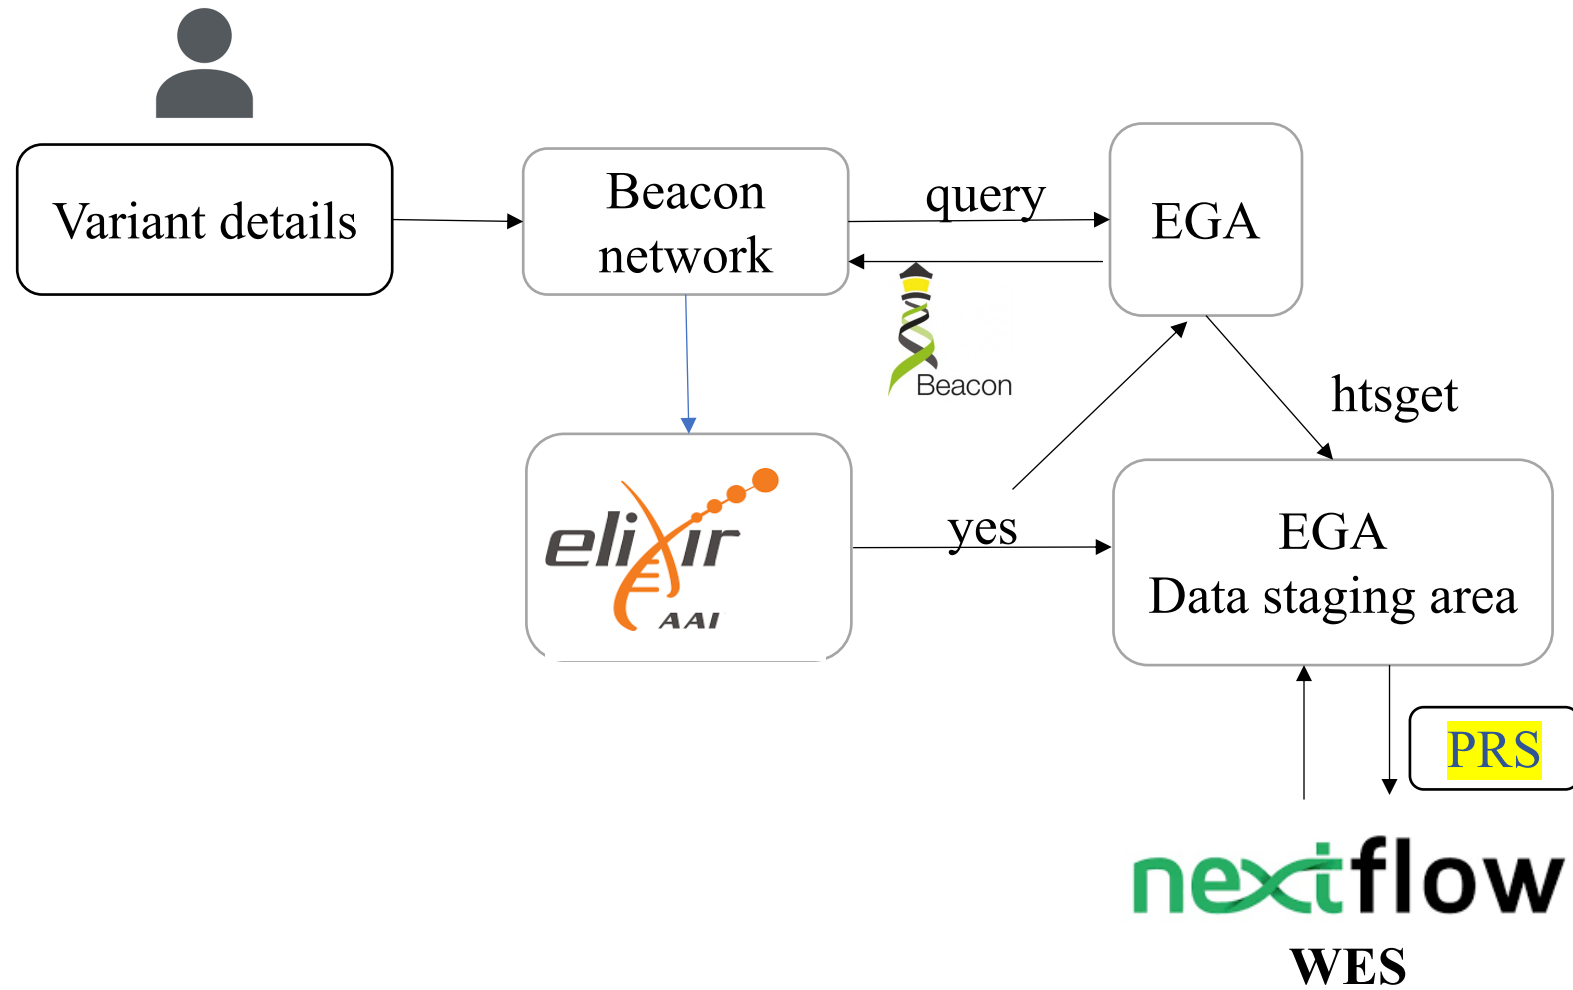 Variant details
Beacon
network
query
EGA
Beacon
htsget
elixir
AAI
yes
EGA
Data staging area
PRS
nextflow
WES